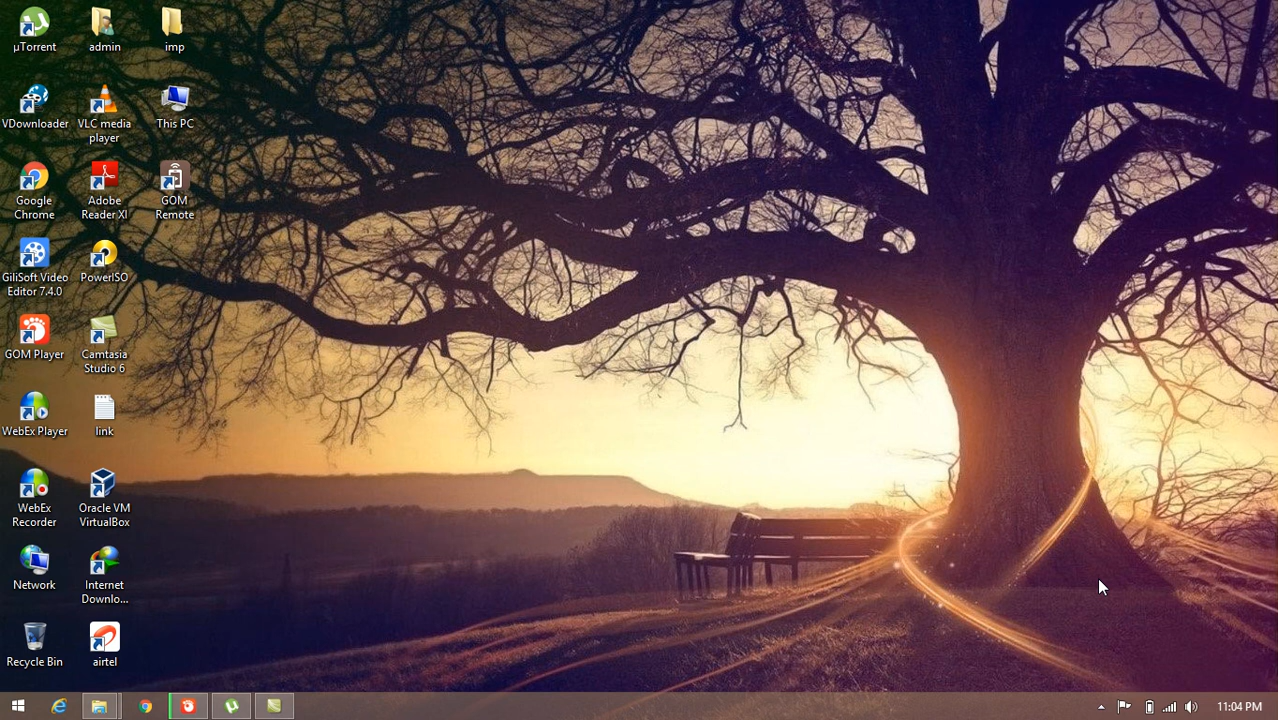 µTorrent
admin
imp
VDownloader
VLC media
player
This PC
Google
Chrome
Adobe
Reader XI
GOM
Remote
GiliSoft Video
Editor 7.4.0
PowerISO
GOM Player
Camtasia
Studio 6
WebEx Player
link
WebEx
Recorder
Oracle VM
VirtualBox
Network
Internet
Downlo...
Recycle Bin
airtel
11:04 PM